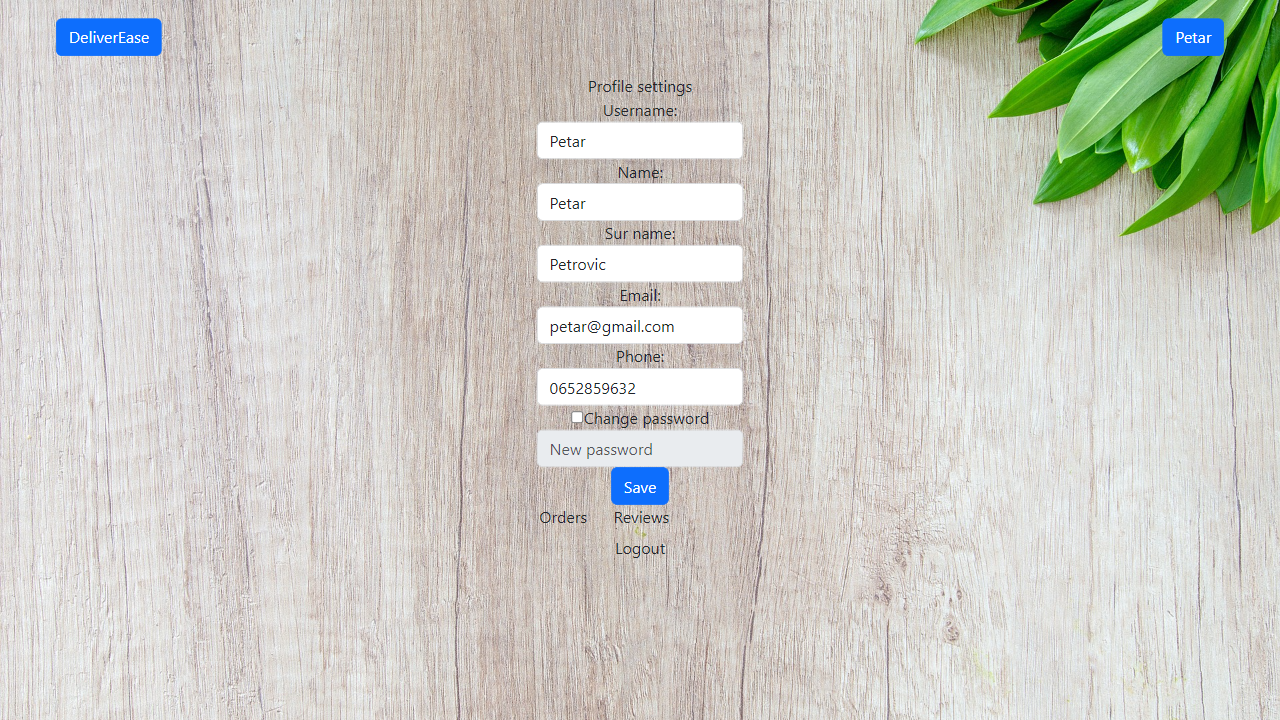 DeliverEase
Petar
Profile settings
Username:
Petar
Name:
Petar
Sur name:
Petrovic
Email:
petar@gmail.com
Phone:
0652859632
Change password
New password
Save
Orders Reviews
Logout